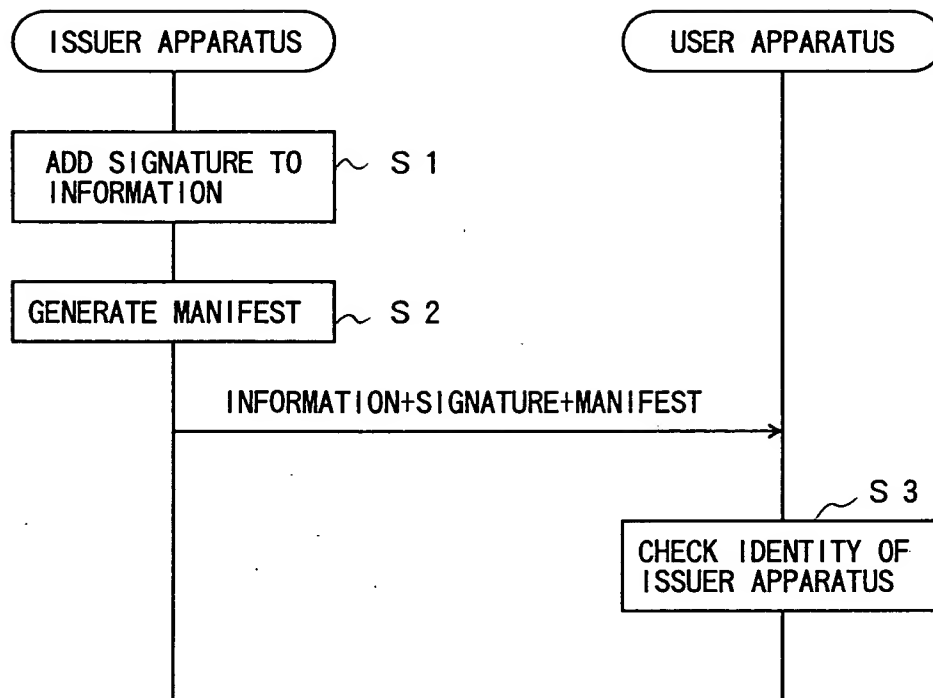 ISSUER APPARATUS
USER APPARATUS
ADD SIGNATURE TO
INFORMATION
S 1
GENERATE MANIFEST
S 2
INFORMATION+SIGNATURE+MANIFEST
S 3
CHECK IDENTITY OF
ISSUER APPARATUS